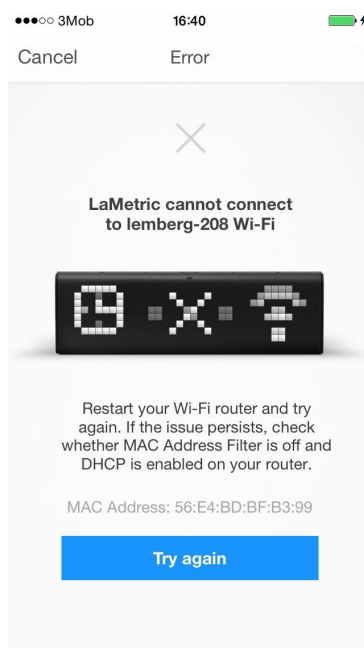 3Mob 16:40
Cancel Error
LaMetric cannot connect
to lemberg-208 Wi-Fi
Restart your Wi-Fi router and try
again. If the issue persists, check
whether MAC Address Filter is off and
DHCP is enabled on your router.
MAC Address: 56:E4:BD:BF:B3:99
Try again